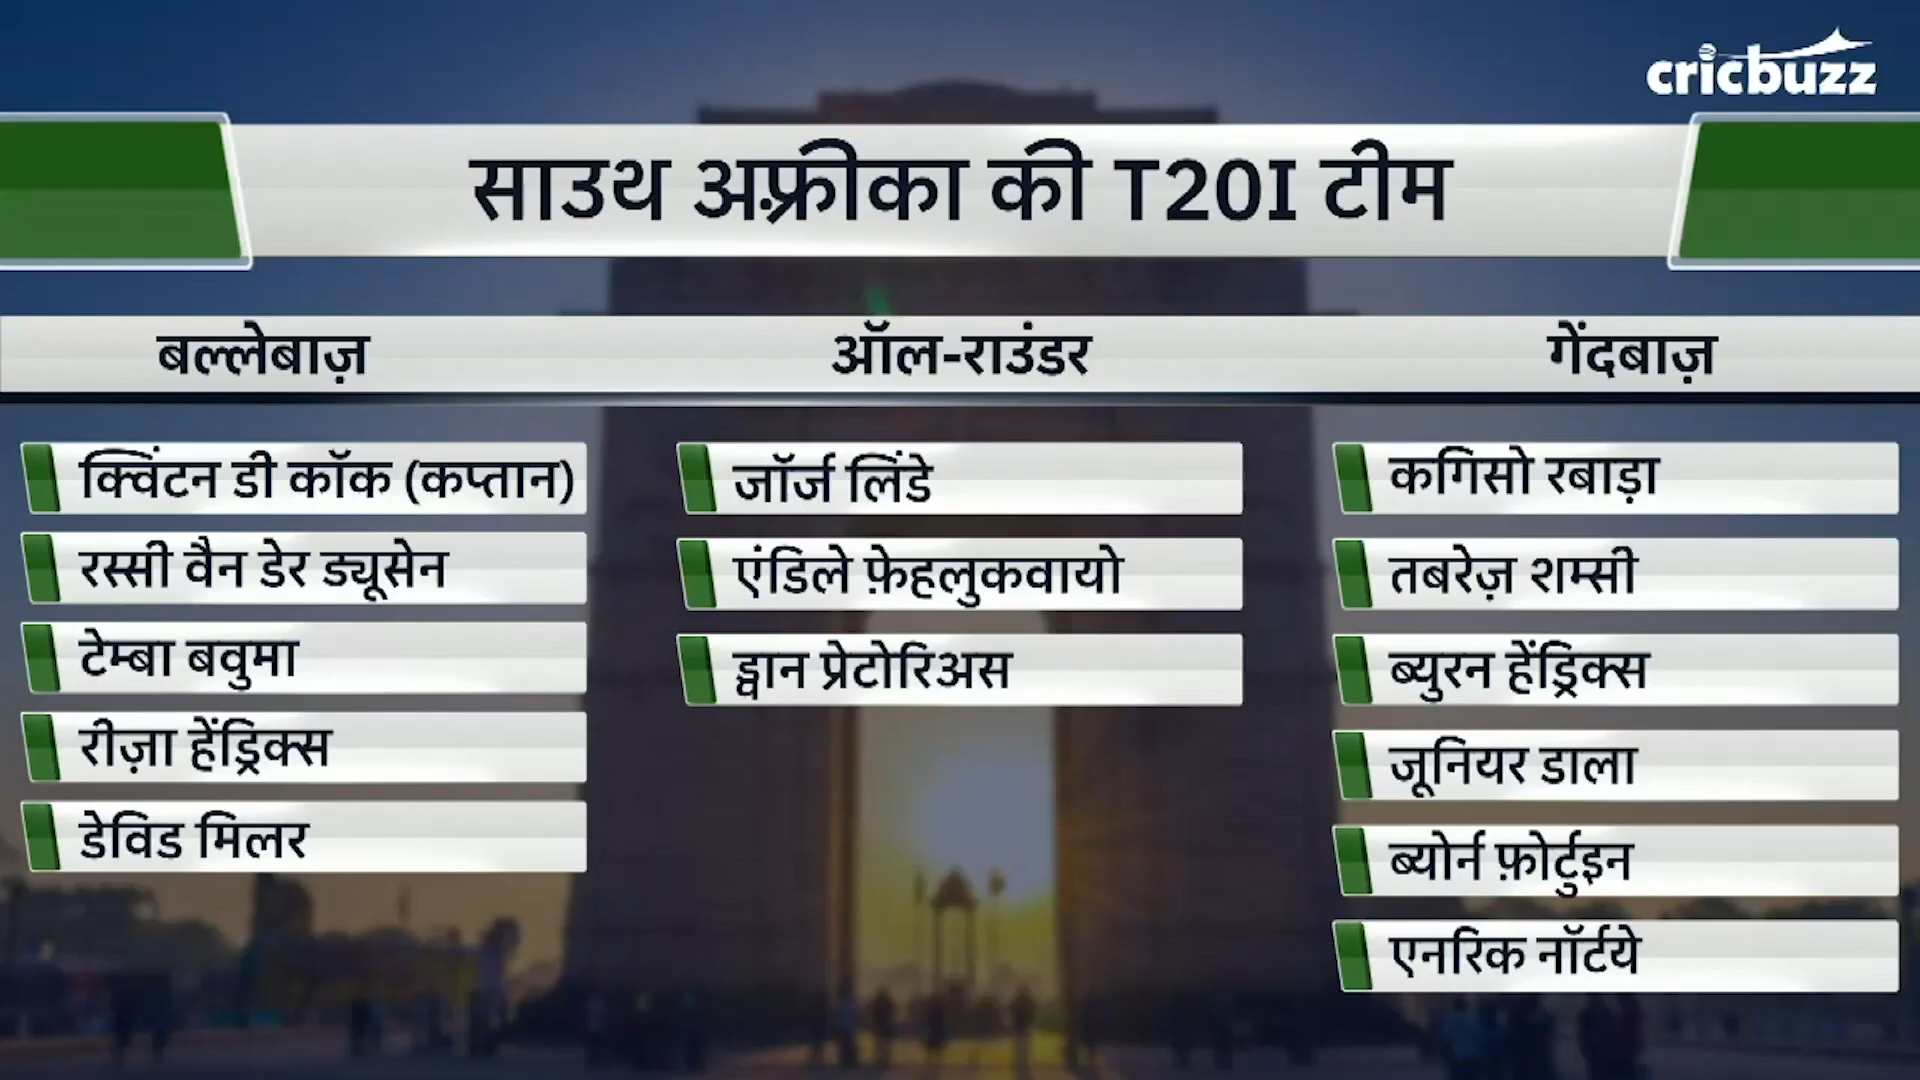 cricbuzz
साउथ अफ़्रीका की T20I टीम
बल्लेबाज़
क्विंटन डी कॉक (कप्तान)
रस्सी वैन डेर ड्यूसेन
टेम्बा बवुमा
रीज़ा हेंड्रिक्स
डेविड मिलर
ऑल-राउंडर
जॉर्ज लिंडे
एंडिले फ़ेहलुकवायो
ड्वान प्रेटोरिअस
गेंदबाज़
कगिसो रबाड़ा
तबरेज़ शम्सी
ब्युरन हेंड्रिक्स
जूनियर डाला
ब्योर्न फ़ोर्टुइन
एनरिक नॉर्टये